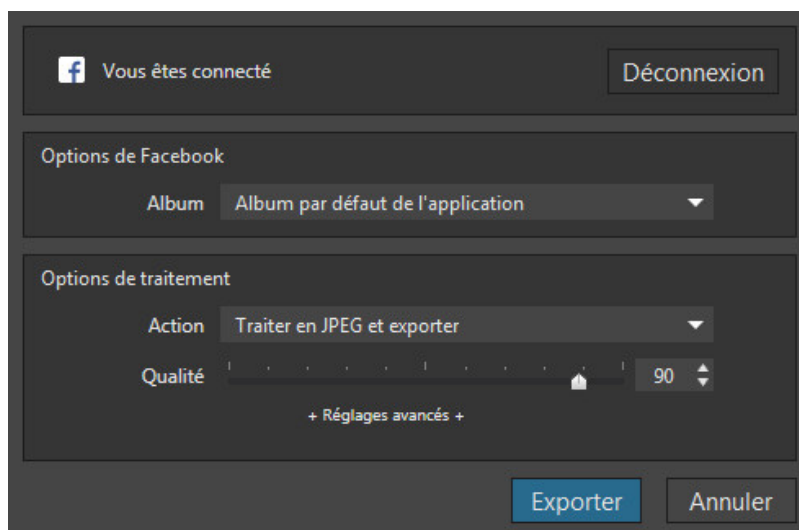 Vous êtes connecté
Déconnexion
Options de Facebook
Album
Album par défaut de l'application
Options de traitement
Action
Traiter en JPEG et exporter
Qualité
90
+ Réglages avancés +
Exporter
Annuler